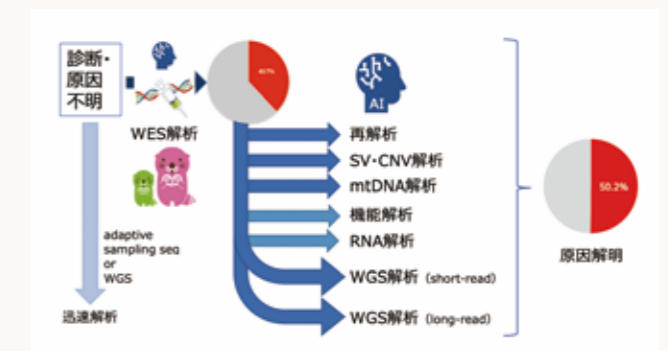 診断・
原因
不明
WES解析
AI
再解析
SV・CNV解析
mtDNA解析
機能解析
RNA解析
WGS解析 (short-read)
WGS解析 (long-read)
adaptive
sampling seq
or
WGS
迅速解析
50.2%
原因解明